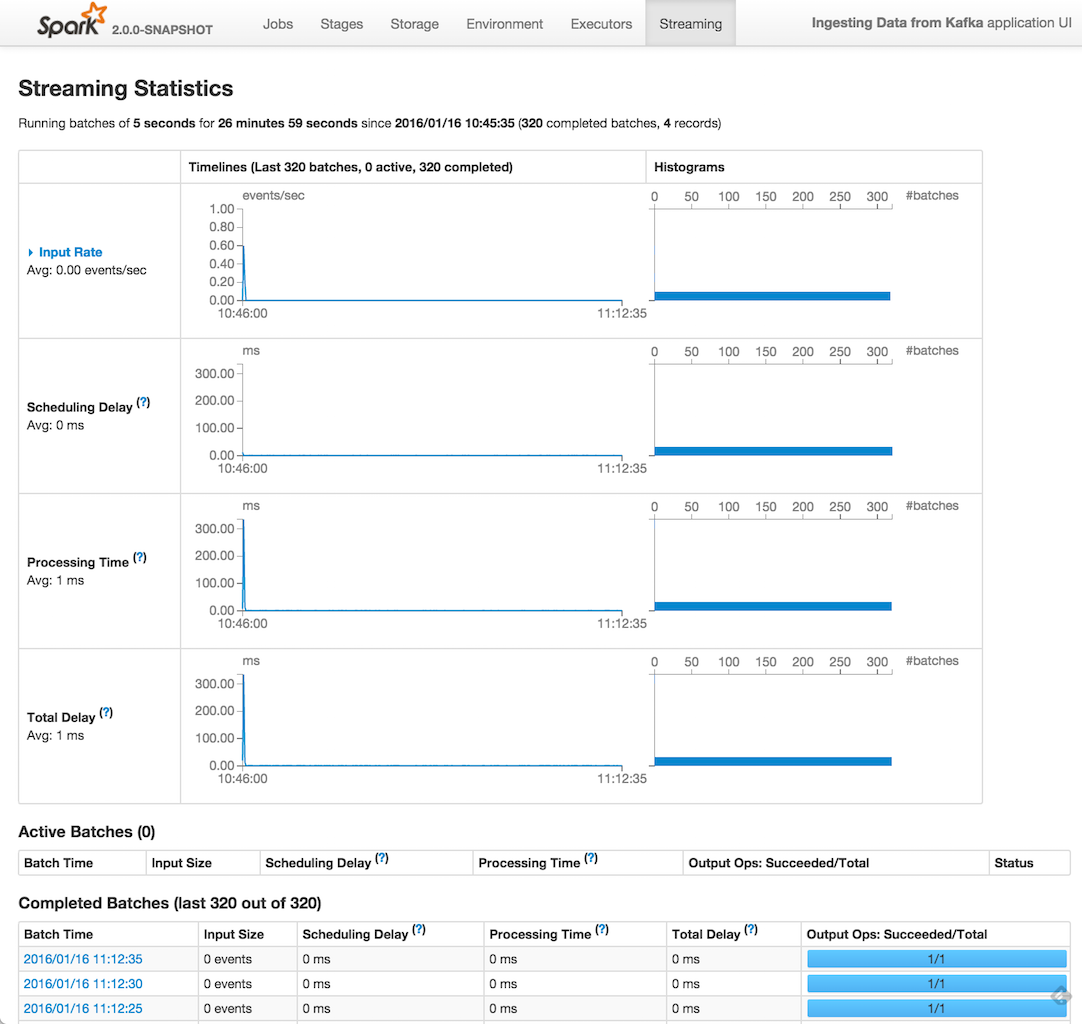 Spark 2.0.0-SNAPSHOT Jobs Stages Storage Environment Executors Streaming Ingesting Data from Kafka application UI
Streaming Statistics
Running batches of 5 seconds for 26 minutes 59 seconds since 2016/01/16 10:45:35 (320 completed batches, 4 records)
Timelines (Last 320 batches, 0 active, 320 completed) Histograms
Input Rate
Avg: 0.00 events/sec
events/sec
1.00
0.80
0.60
0.40
0.20
0.00
10:46:00 11:12:35
0 50 100 150 200 250 300 #batches
Scheduling Delay (?)
Avg: 0 ms
ms
300.00
200.00
100.00
0.00
10:46:00 11:12:35
0 50 100 150 200 250 300 #batches
Processing Time (?)
Avg: 1 ms
ms
300.00
200.00
100.00
0.00
10:46:00 11:12:35
0 50 100 150 200 250 300 #batches
Total Delay (?)
Avg: 1 ms
ms
300.00
200.00
100.00
0.00
10:46:00 11:12:35
0 50 100 150 200 250 300 #batches
Active Batches (0)
Batch Time Input Size Scheduling Delay (?) Processing Time (?) Output Ops: Succeeded/Total Status
Completed Batches (last 320 out of 320)
Batch Time Input Size Scheduling Delay (?) Processing Time (?) Total Delay (?) Output Ops: Succeeded/Total
2016/01/16 11:12:35 0 events 0 ms 0 ms 0 ms 1/1
2016/01/16 11:12:30 0 events 0 ms 0 ms 0 ms 1/1
2016/01/16 11:12:25 0 events 0 ms 0 ms 0 ms 1/1